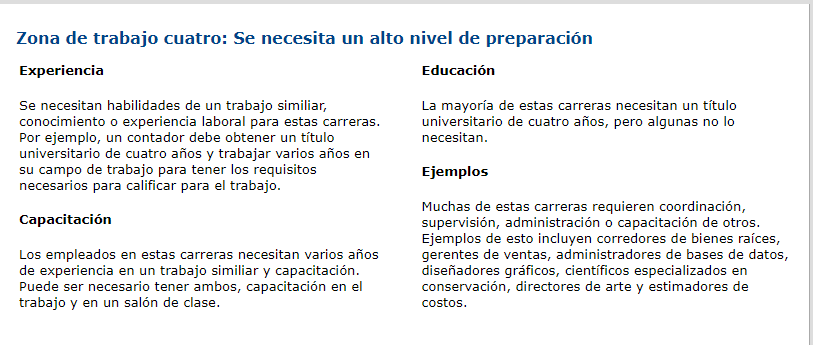 Zona de trabajo cuatro: Se necesita un alto nivel de preparación
Experiencia
Se necesitan habilidades de un trabajo similiar,
conocimiento o experiencia laboral para estas carreras.
Por ejemplo, un contador debe obtener un título
universitario de cuatro años y trabajar varios años en
su campo de trabajo para tener los requisitos
necesarios para calificar para el trabajo.
Capacitación
Los empleados en estas carreras necesitan varios años
de experiencia en un trabajo similiar y capacitación.
Puede ser necesario tener ambos, capacitación en el
trabajo y en un salón de clase.
Educación
La mayoría de estas carreras necesitan un título
universitario de cuatro años, pero algunas no lo
necesitan.
Ejemplos
Muchas de estas carreras requieren coordinación,
supervisión, administración o capacitación de otros.
Ejemplos de esto incluyen corredores de bienes raíces,
gerentes de ventas, administradores de bases de datos,
diseñadores gráficos, científicos especializados en
conservación, directores de arte y estimadores de
costos.